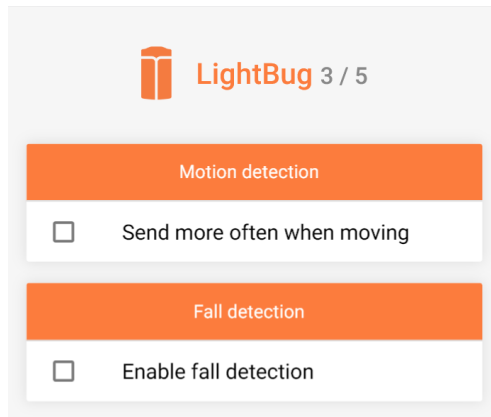 LightBug 3 / 5
Motion detection
Send more often when moving
Fall detection
Enable fall detection